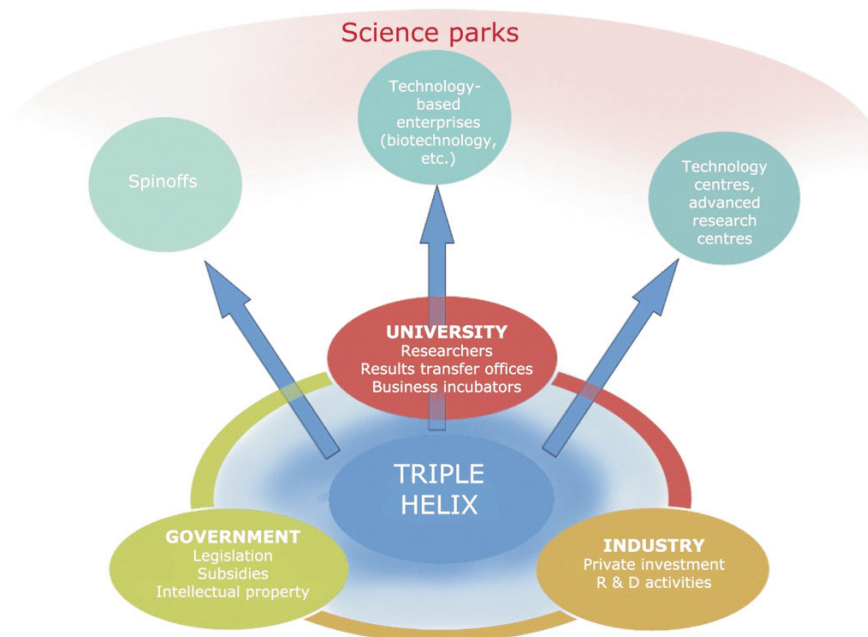 Science parks
Technology-
based
enterprises
(biotechnology,
etc.)
Spinoffs
Technology
centres,
advanced
research
centres
UNIVERSITY
Researchers
Results transfer offices
Business incubators
TRIPLE
HELIX
GOVERNMENT
Legislation
Subsidies
Intellectual property
INDUSTRY
Private investment
R & D activities